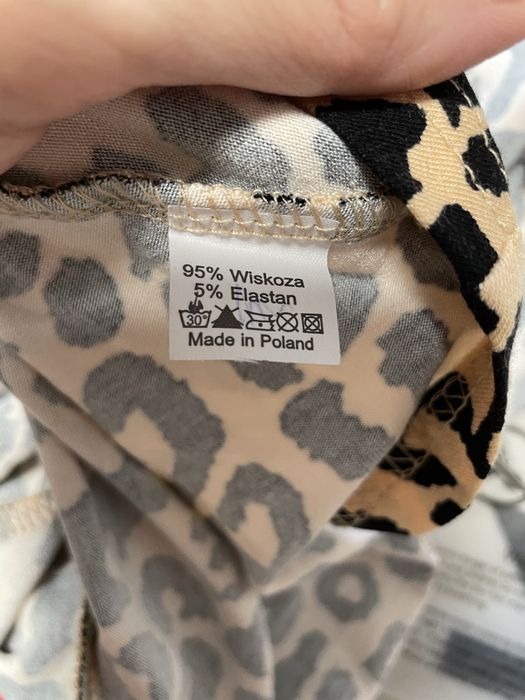 95% Wiskoza
5% Elastan
30°
Made in Poland